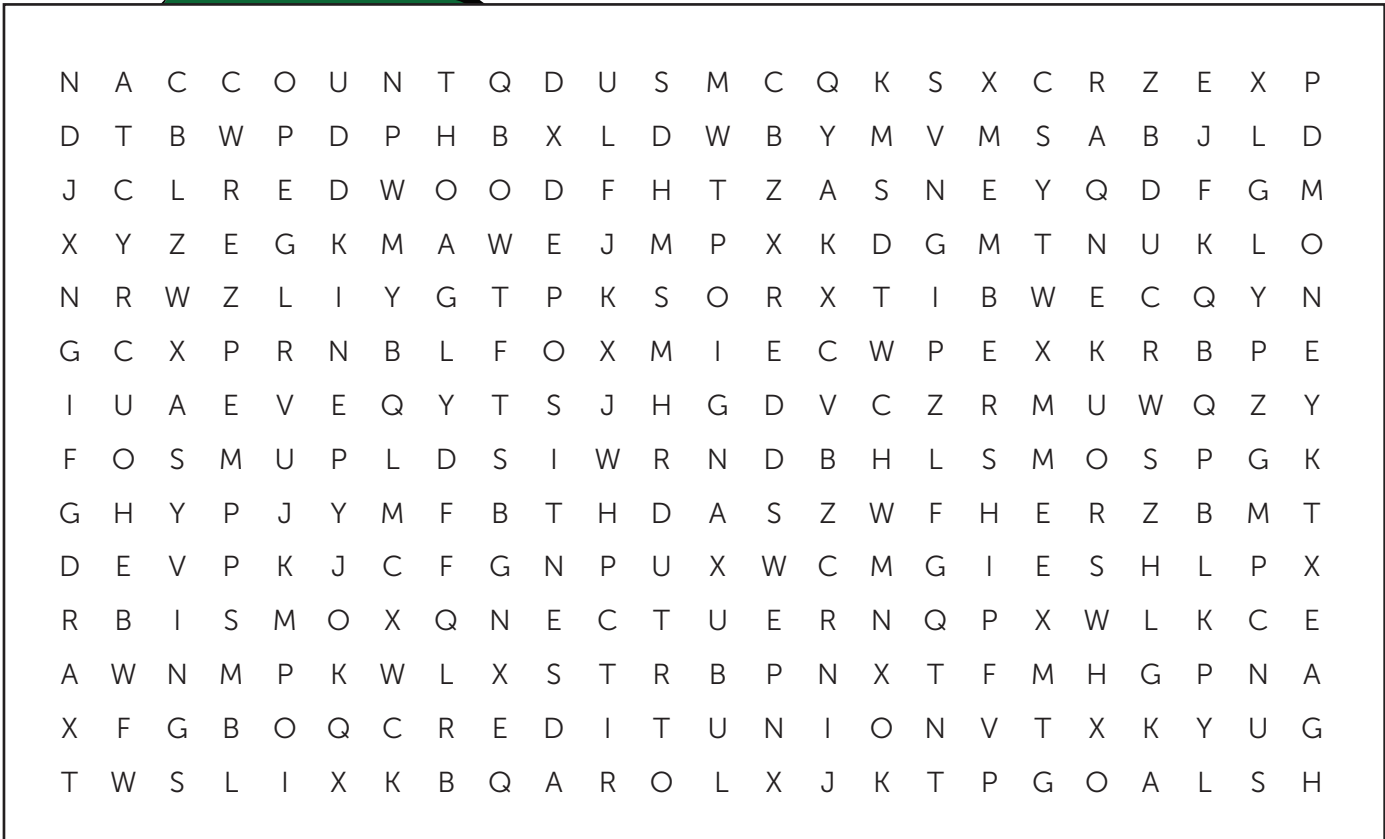 N A C C O U N T Q D U S M C Q K S X C R Z E X P
D T B W P D P H B X L D W B Y M V M S A B J L D
J C L R E D W O O D F H T Z A S N E Y Q D F G M
X Y Z E G K M A W E J M P X K D G M T N U K L O
N R W Z L I Y G T P K S O R X T I B W E C Q Y N
G C X P R N B L F O X M I E C W P E X K R B P E
I U A E V E Q Y T S J H G D V C Z R M U W Q Z Y
F O S M U P L D S I W R N D B H L S M O S P G K
G H Y P J Y M F B T H D A S Z W F H E R Z B M T
D E V P K J C F G N P U X W C M G I E S H L P X
R B I S M O X Q N E C T U E R N Q P X W L K C E
A W N M P K W L X S T R B P N X T F M H G P N A
X F G B O Q C R E D I T U N I O N V T X K Y U G
T W S L I X K B Q A R O L X J K T P G O A L S H